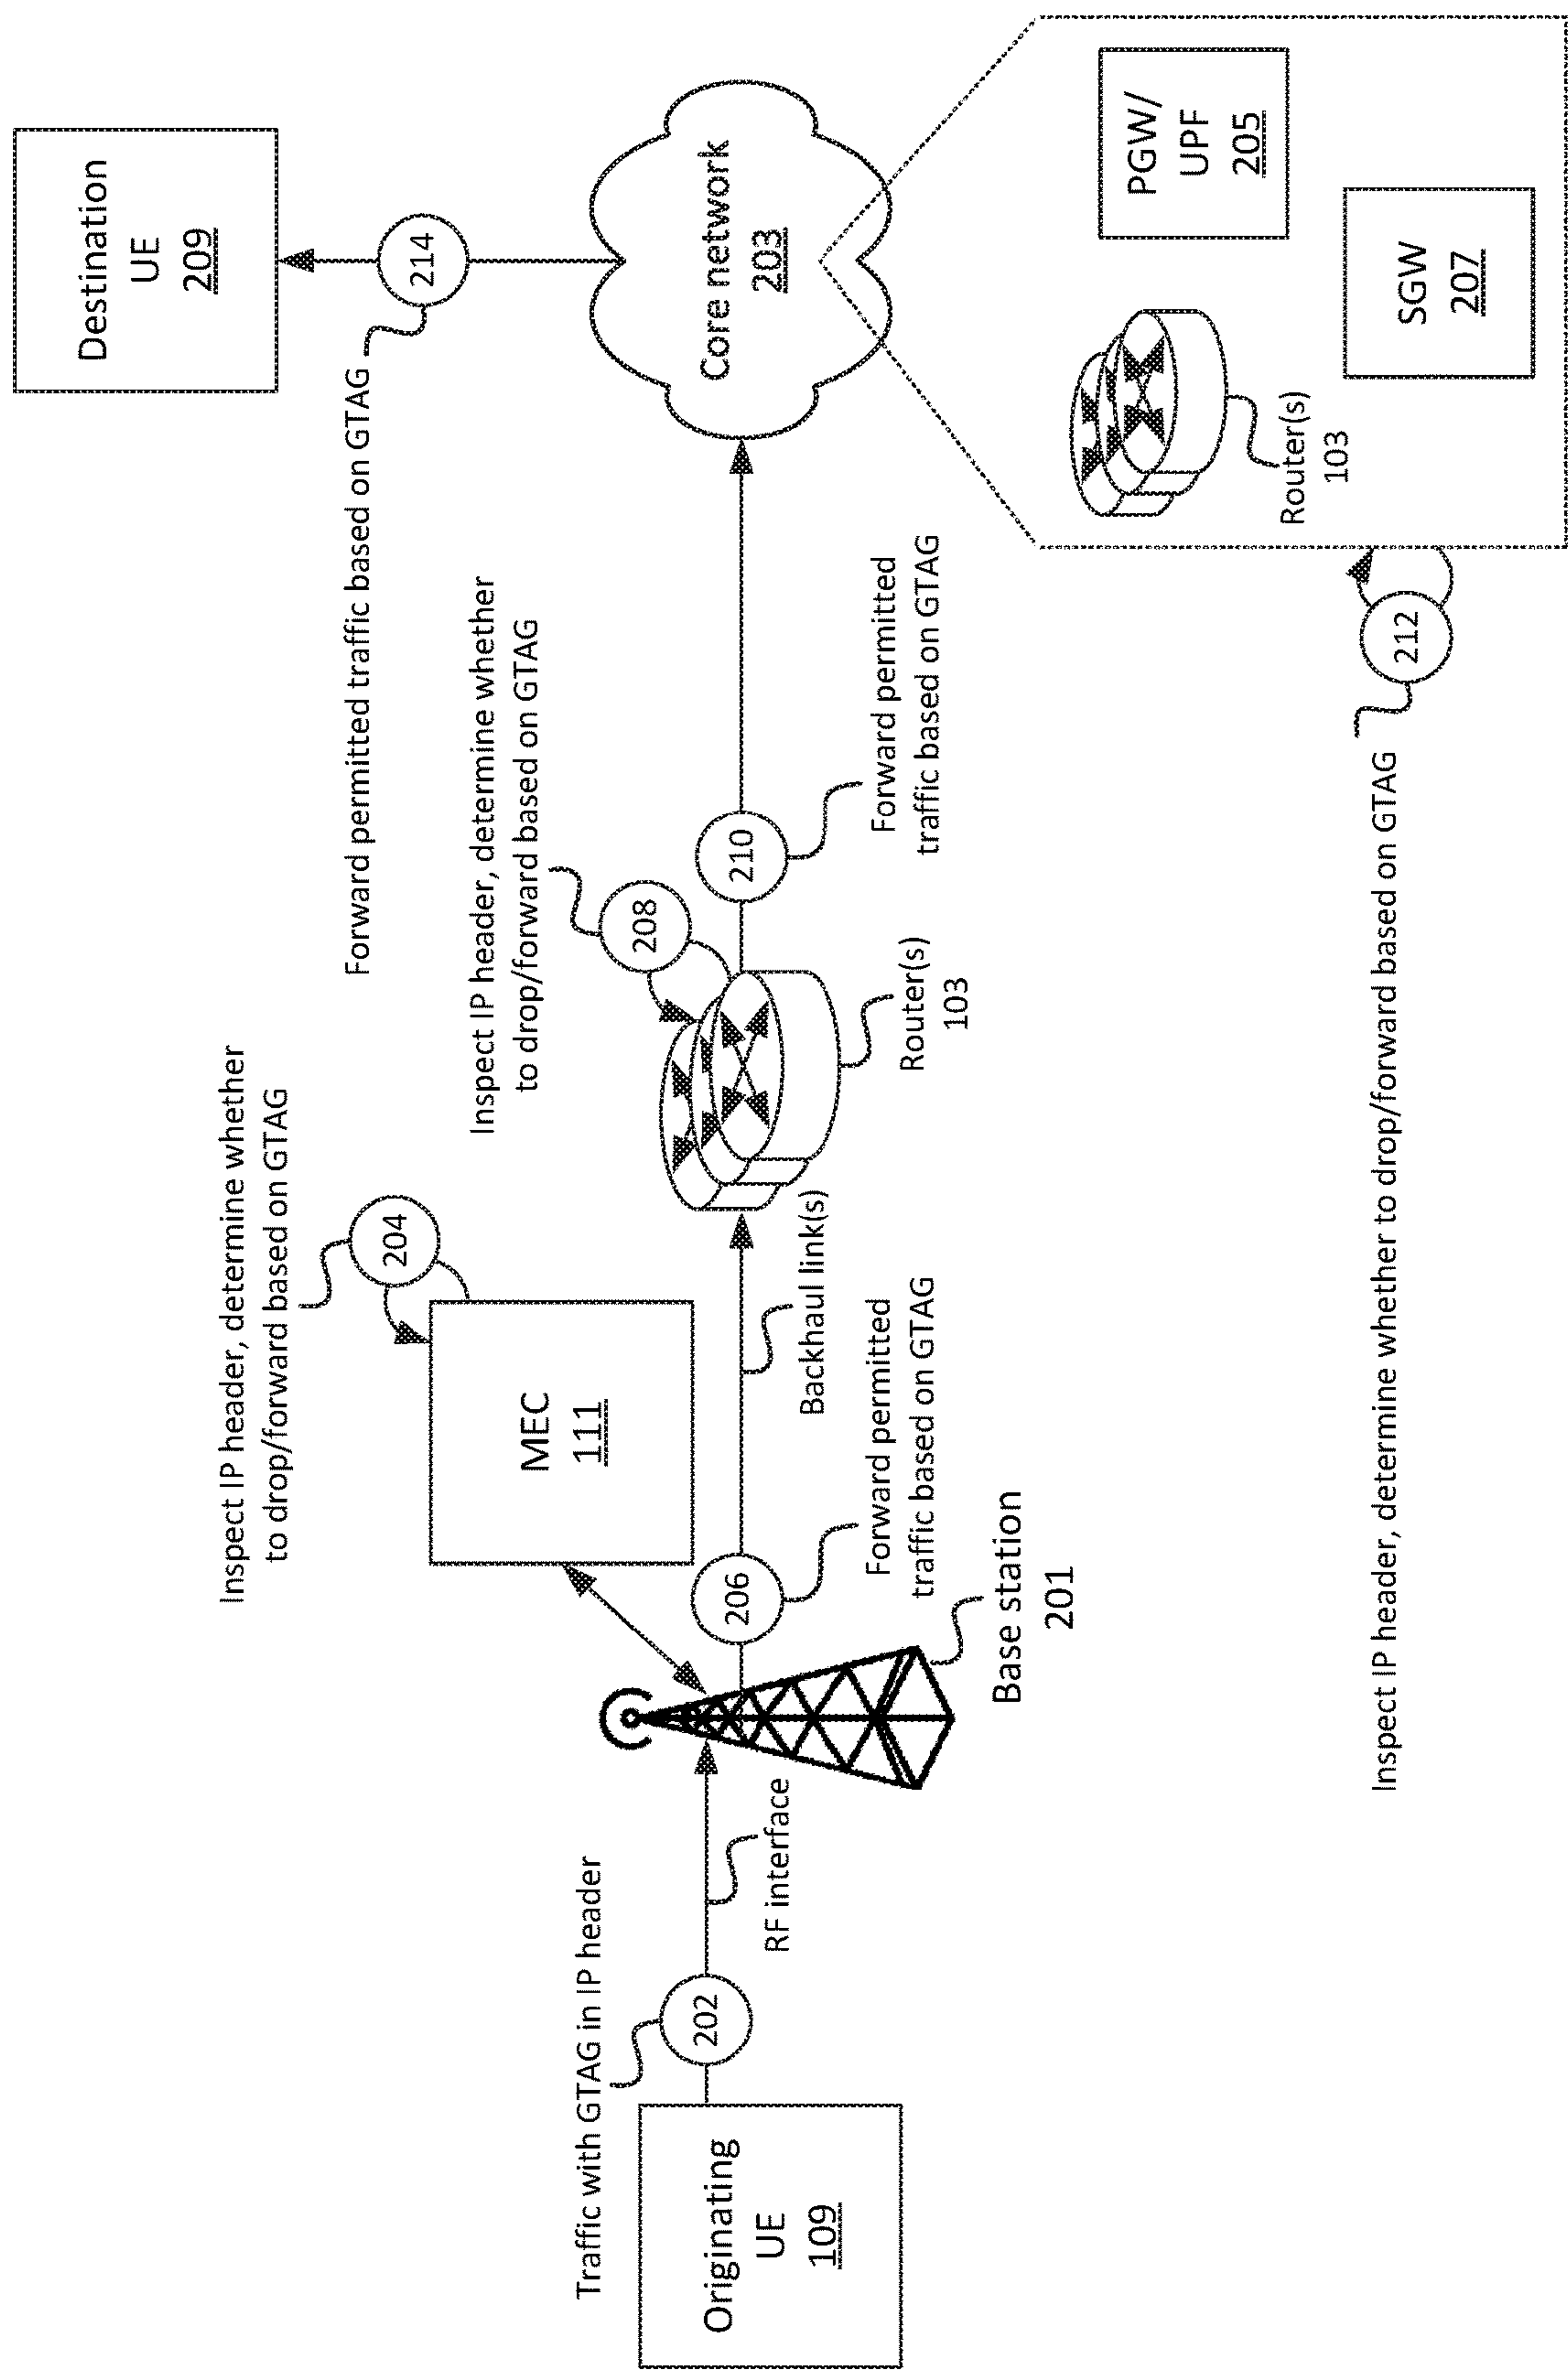 Originating
UE
109
Traffic with GTAG in IP header
202
RF interface
Base station
201
MEC
111
Inspect IP header, determine whether
to drop/forward based on GTAG
204
206
Forward permitted
traffic based on GTAG
Backhaul link(s)
Router(s)
103
Inspect IP header, determine whether
to drop/forward based on GTAG
208
210
Forward permitted
traffic based on GTAG
Core network
203
Forward permitted traffic based on GTAG
214
Destination
UE
209
Router(s)
103
PGW/
UPF
205
SGW
207
212
Inspect IP header, determine whether to drop/forward based on GTAG